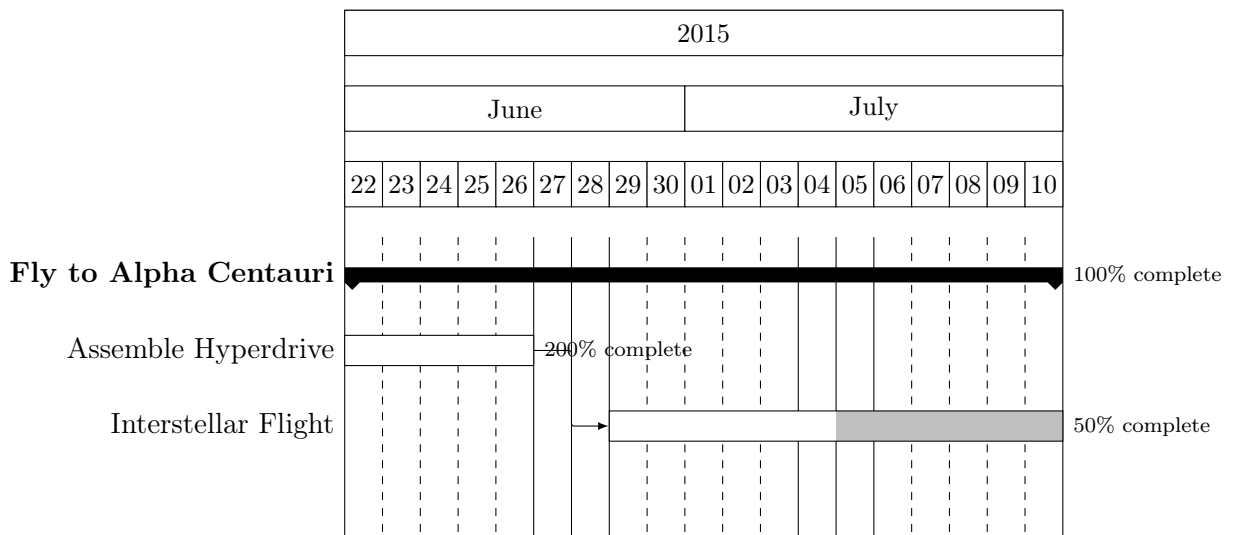 2015
June July
22 23 24 25 26 27 28 29 30 01 02 03 04 05 06 07 08 09 10
Fly to Alpha Centauri 100% complete
Assemble Hyperdrive 200% complete
Interstellar Flight 50% complete